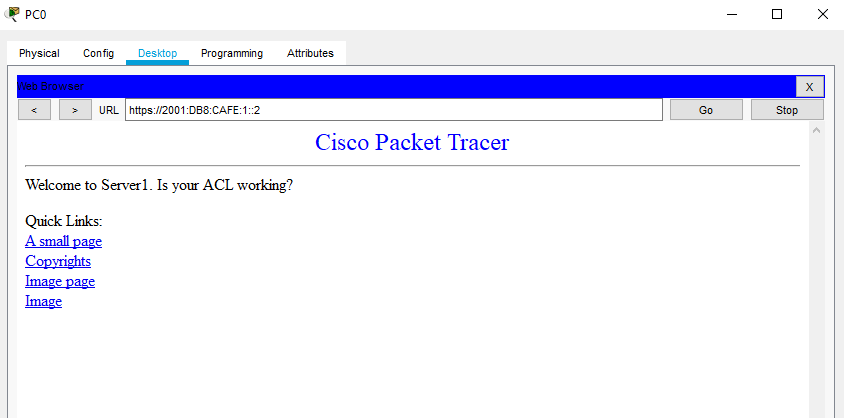 PC0
Physical Config Desktop Programming Attributes
Web Browser X
< > URL https://2001:DB8:CAFE:1::2 Go Stop
Cisco Packet Tracer
Welcome to Server1. Is your ACL working?
Quick Links:
A small page
Copyrights
Image page
Image